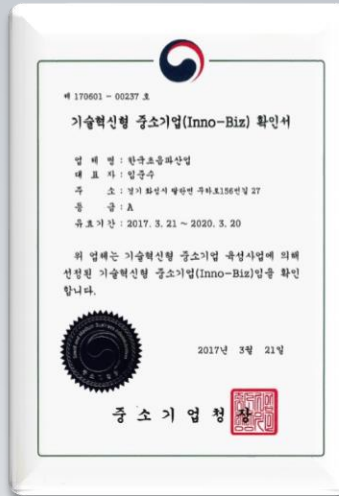 제 170601 - 00237 호
기술혁신형 중소기업(Inno-Biz) 확인서
업 체 명 : 한국초음파산업
대 표 자 : 임준수
주 소 : 경기 화성시 팔탄면 주하로156번길 27
등 급 : A
유효기간 : 2017. 3. 21 ~ 2020. 3. 20
위 업체는 기술혁신형 중소기업 육성사업에 의해
선정된 기술혁신형 중소기업(Inno-Biz)임을 확인
합니다.
2017년 3월 21일
중소기업청
중 소 기 업 청 장